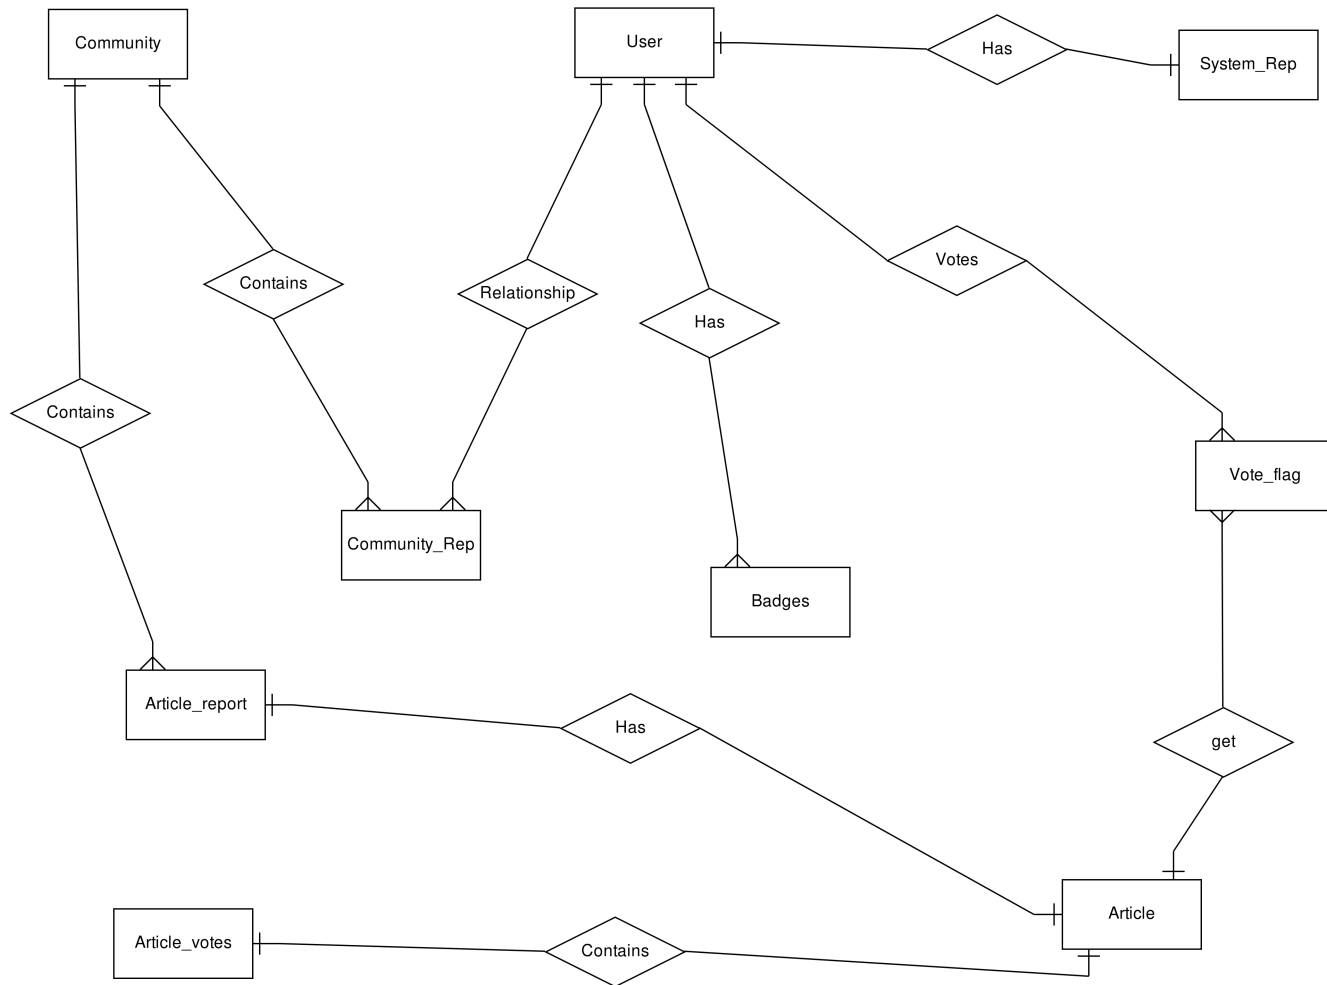 Community
User
Has
System_Rep
Contains
Relationship
Has
Votes
Contains
Vote_flag
Community_Rep
Badges
Article_report
Has
get
Article
Article_votes
Contains